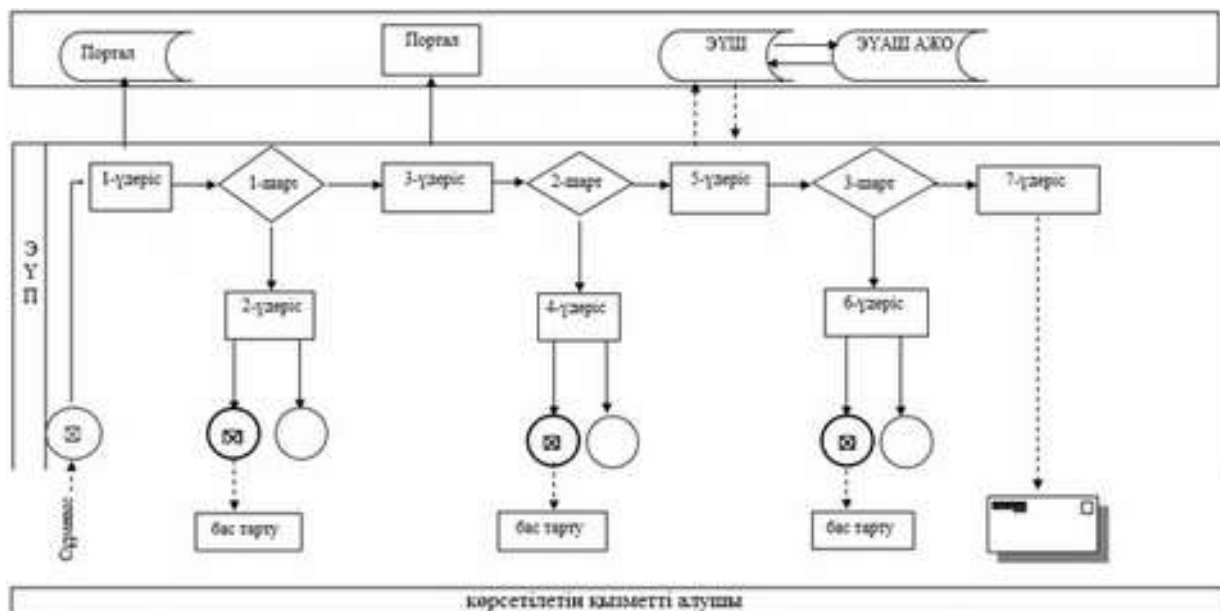 Портал
Портал
ЭҮШ
ЭҮАШ АЖО
1-үдеріс
1-шарт
3-үдеріс
2-шарт
5-үдеріс
3-шарт
7-үдеріс
ЭҮП
2-үдеріс
4-үдеріс
6-үдеріс
Сұраныс
бас тарту
бас тарту
бас тарту
көрсетілетін қызметті алушы